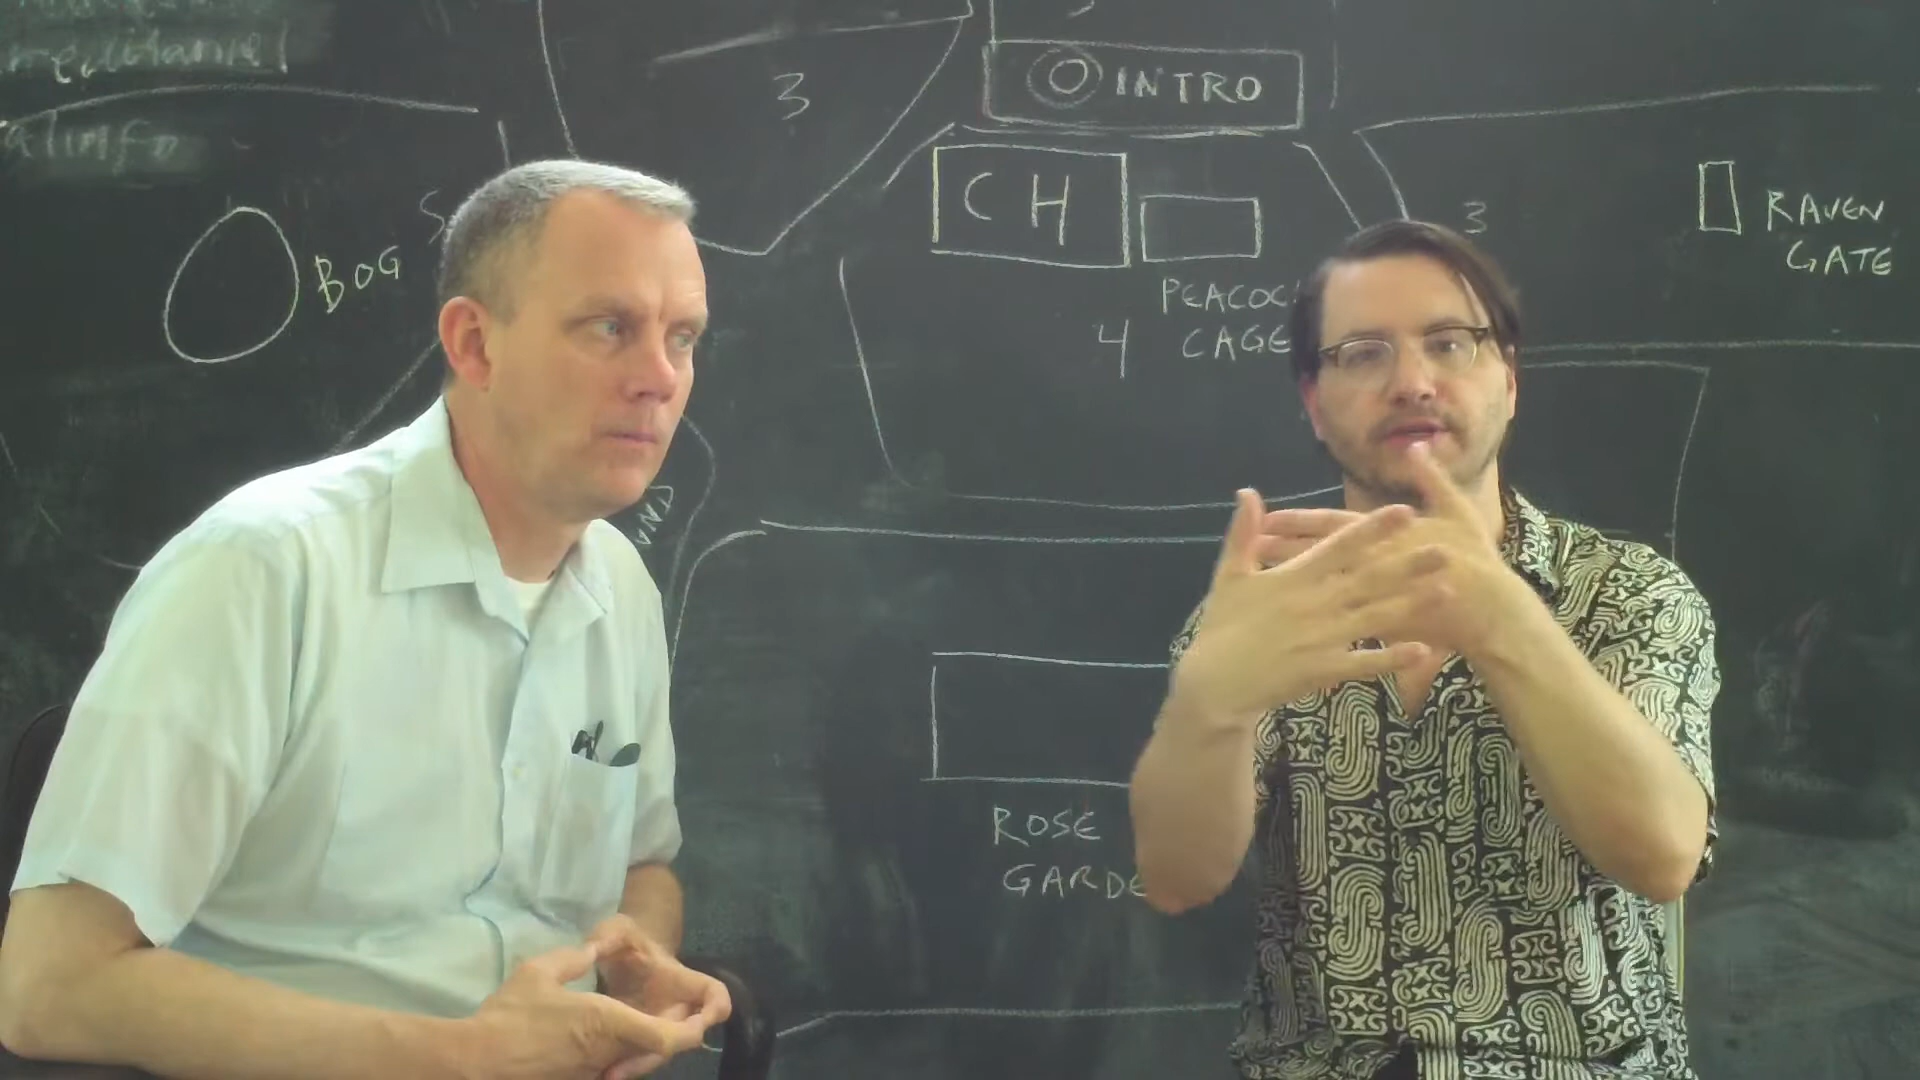 3
INTRO
CH
3
RAVEN
GATE
BOG
PEACOC
4 CAGE
ROSE
GARDE